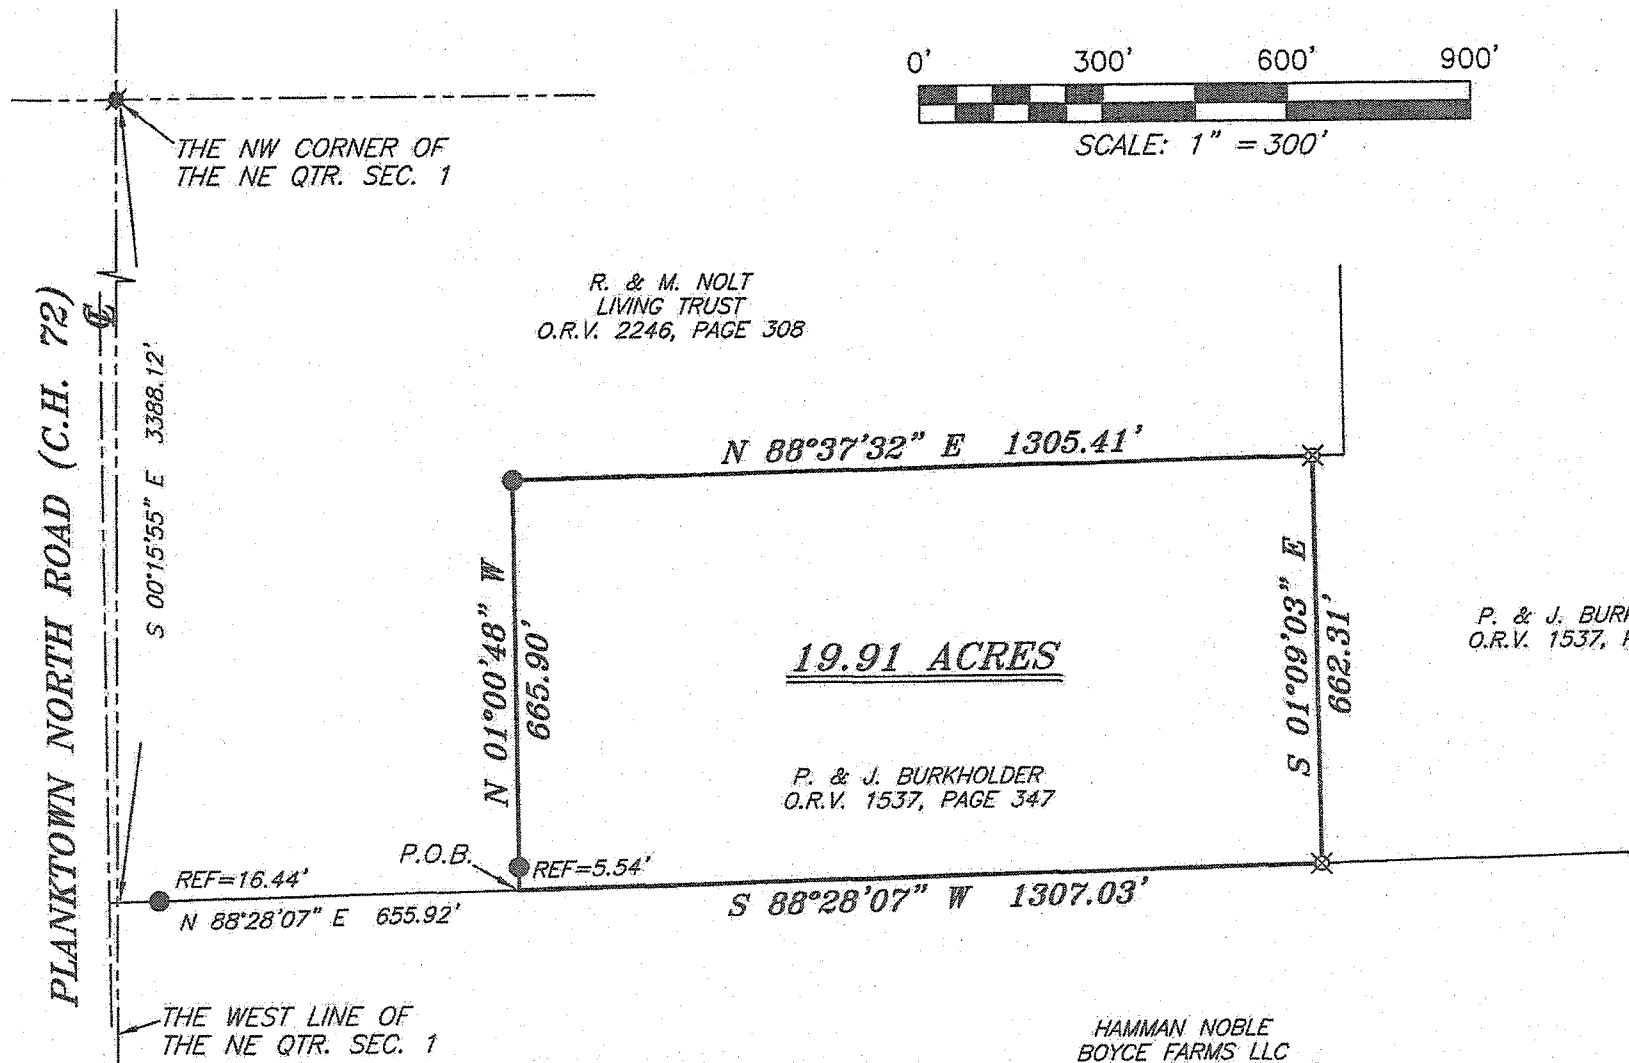 0' 300' 600' 900'
SCALE: 1" = 300'
THE NW CORNER OF
THE NE QTR. SEC. 1
R. & M. NOLT
LIVING TRUST
O.R.V. 2246, PAGE 308
PLANKTOWN NORTH ROAD (C.H. 72)
℄
S 00°15'55" E 3388.12'
N 88°37'32" E 1305.41'
N 01°00'48" W
665.90'
19.91 ACRES
S 01°09'03" E
662.31'
P. & J. BURKHOLDER
O.R.V. 1537, PAGE 347
P. & J.
O.R.V. 1537,
P.O.B.
REF=5.54'
REF=16.44'
N 88°28'07" E 655.92'
S 88°28'07" W 1307.03'
THE WEST LINE OF
THE NE QTR. SEC. 1
HAMMAN NOBLE
BOYCE FARMS LLC